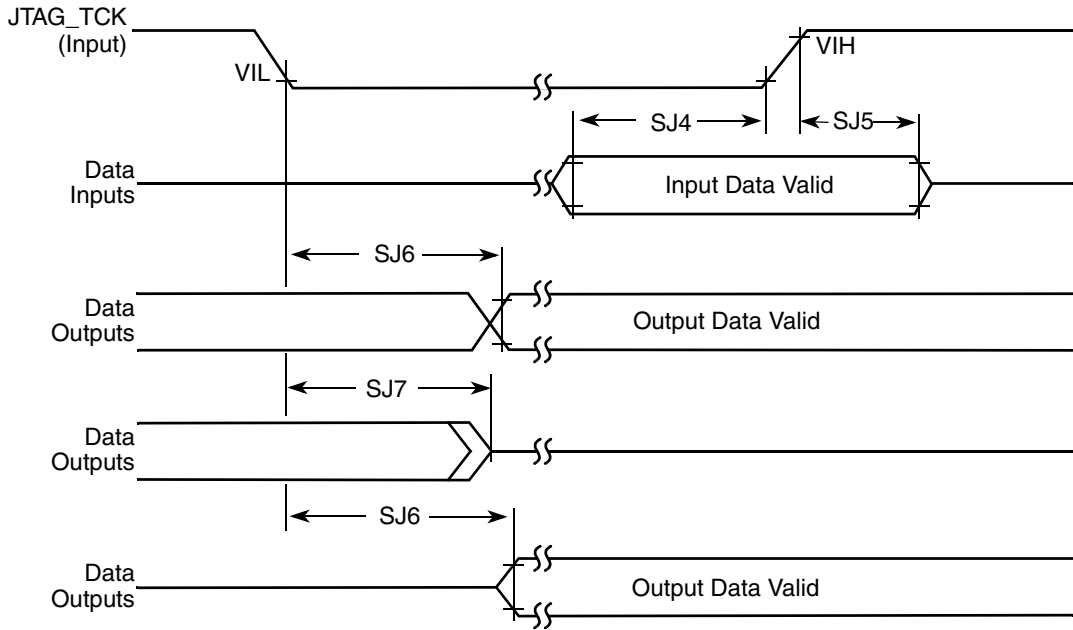 JTAG_TCK
(Input)
VIL
VIH
SJ4
SJ5
Data
Inputs
Input Data Valid
SJ6
Data
Outputs
Output Data Valid
SJ7
Data
Outputs
SJ6
Data
Outputs
Output Data Valid